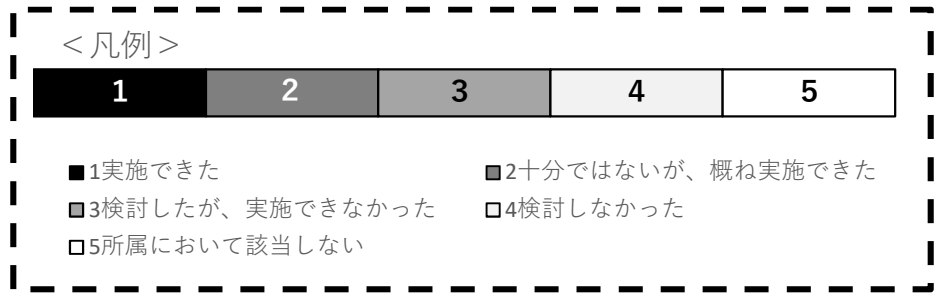 ＜凡例＞
1 2 3 4 5
■1実施できた ■2十分ではないが、概ね実施できた
■3検討したが、実施できなかった □4検討しなかった
□5所属において該当しない